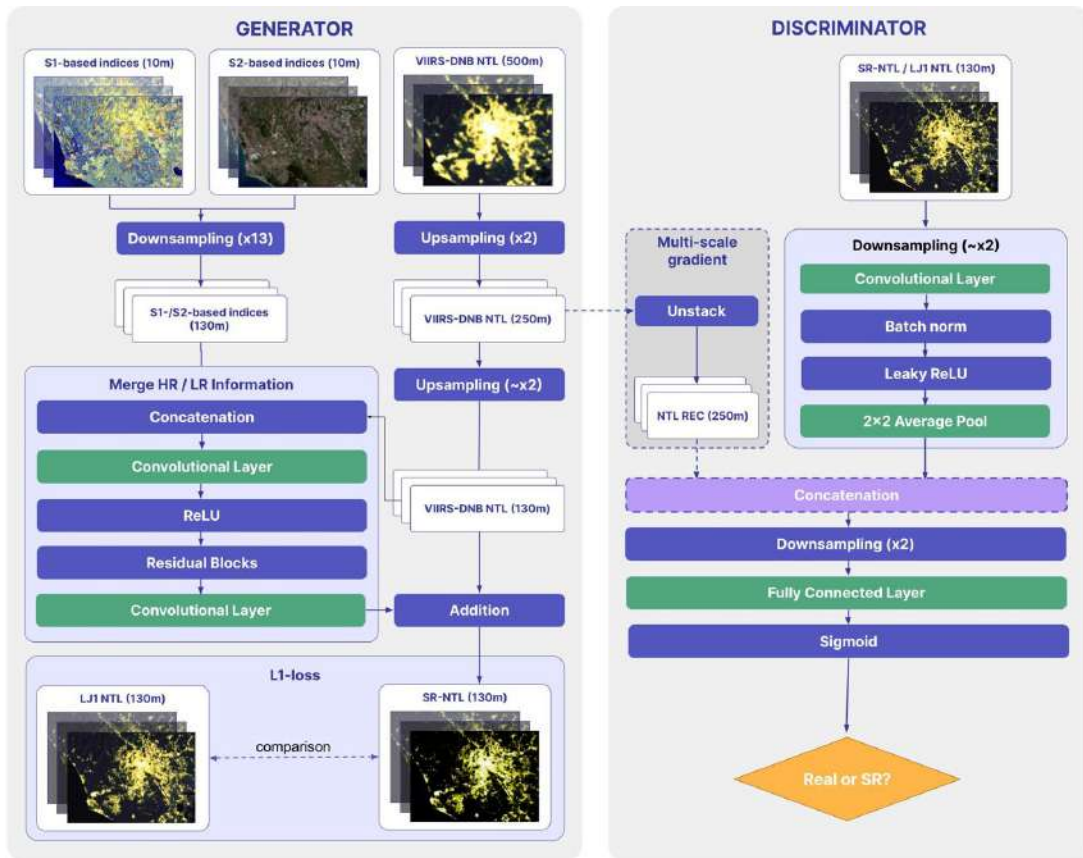 GENERATOR
S1-based indices (10m)
S2-based indices (10m)
VIIRS-DNB NTL (500m)
Downsampling (x13)
Upsampling (x2)
S1-/S2-based indices
(130m)
VIIRS-DNB NTL (250m)
Merge HR / LR Information
Upsampling (~x2)
Concatenation
Convolutional Layer
VIIRS-DNB NTL (130m)
ReLU
Residual Blocks
Convolutional Layer
Addition
L1-loss
LJ1 NTL (130m)
SR-NTL (130m)
comparison
DISCRIMINATOR
SR-NTL / LJ1 NTL (130m)
Multi-scale
gradient
Unstack
NTL REC (250m)
Downsampling (~x2)
Convolutional Layer
Batch norm
Leaky ReLU
2×2 Average Pool
Concatenation
Downsampling (x2)
Fully Connected Layer
Sigmoid
Real or SR?